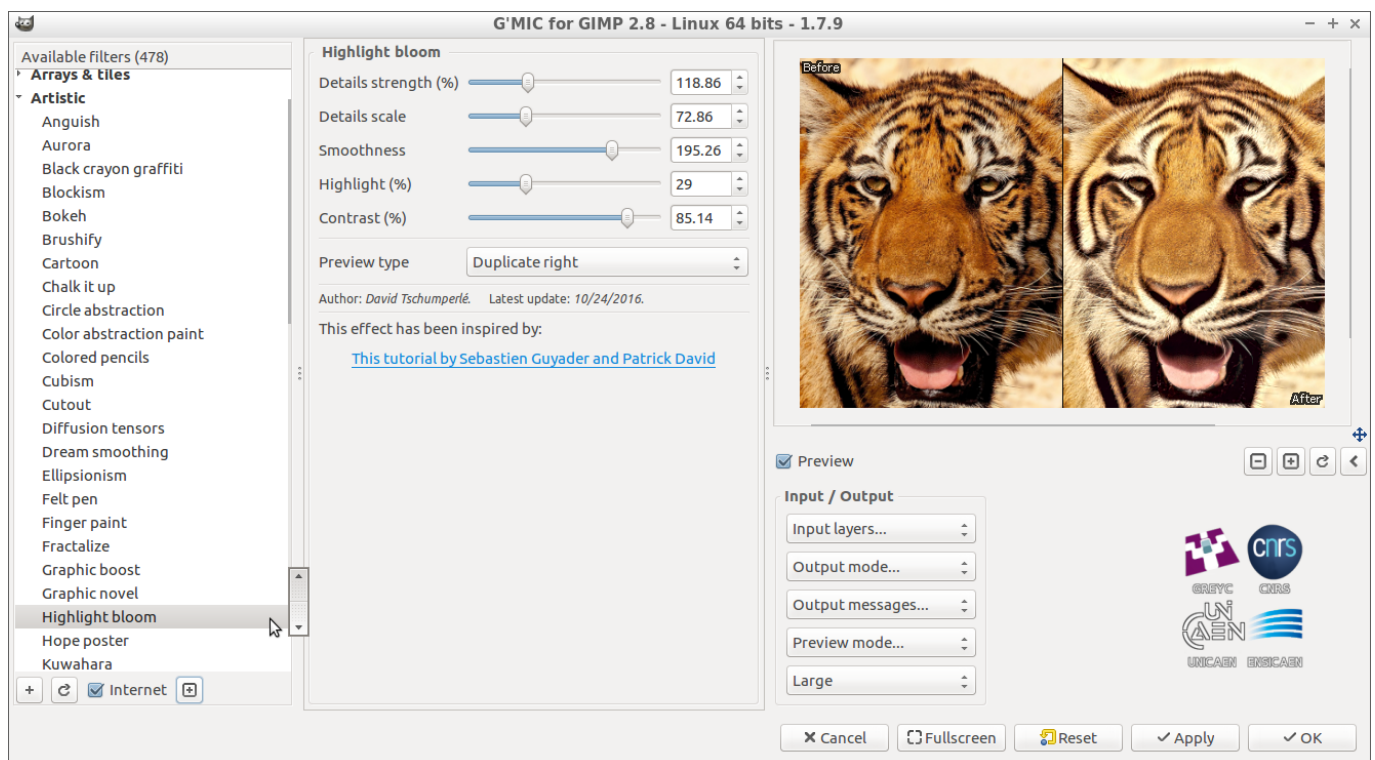 G'MIC for GIMP 2.8 - Linux 64 bits - 1.7.9
Available filters (478)
Arrays & tiles
Artistic
Anguish
Aurora
Black crayon graffiti
Blockism
Bokeh
Brushify
Cartoon
Chalk it up
Circle abstraction
Color abstraction paint
Colored pencils
Cubism
Cutout
Diffusion tensors
Dream smoothing
Ellipsionism
Felt pen
Finger paint
Fractalize
Graphic boost
Graphic novel
Highlight bloom
Hope poster
Kuwahara
Internet
Highlight bloom
Details strength (%) 118.86
Details scale 72.86
Smoothness 195.26
Highlight (%) 29
Contrast (%) 85.14
Preview type Duplicate right
Author: David Tschumperlé. Latest update: 10/24/2016.
This effect has been inspired by:
This tutorial by Sebastien Guyader and Patrick David
Before
After
Preview
Input / Output
Input layers...
Output mode...
Output messages...
Preview mode...
Large
GREYC
cnrs
CNRS
UNICAEN
UNICAEN ENSICAEN
Cancel Fullscreen Reset Apply OK